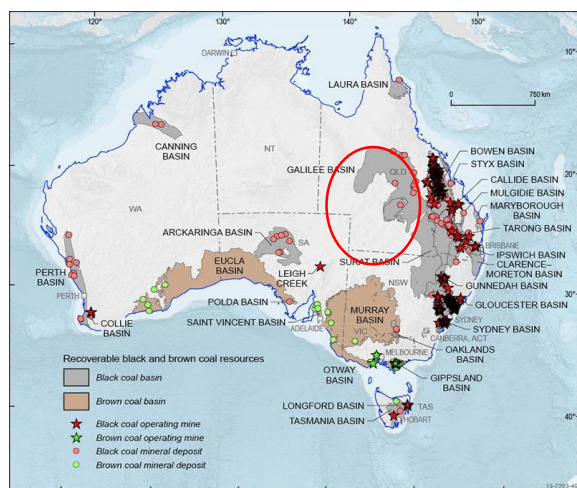 120°
130°
140°
150°
10°
DARWIN
LAURA BASIN
0
750 km
CANNING
BASIN
NT
GALILEE BASIN
QLD
BOWEN BASIN
STYX BASIN
20°
CALLIDE BASIN
MULGIDIE BASIN
MARYBOROUGH
BASIN
TARONG BASIN
WA
ARCKARINGA
BASIN
SA
SURAT BASIN
BRISBANE
IPSWICH BASIN
CLARENCE–
MORETON BASIN
EUCLA
BASIN
LEIGH
CREEK
NSW
GUNNEDAH BASIN
PERTH
BASIN
PERTH
30°
GLOUCESTER BASIN
POLDA BASIN
MURRAY
BASIN
SYDNEY
SYDNEY BASIN
COLLIE
BASIN
SAINT VINCENT BASIN
ADELAIDE
VIC
CANBERRA, ACT
OAKLANDS
BASIN
MELBOURNE
OTWAY
BASIN
GIPPSLAND
BASIN
Recoverable black and brown coal resources
Black coal basin
Brown coal basin
Black coal operating mine
Brown coal operating mine
Black coal mineral deposit
Brown coal mineral deposit
LONGFORD BASIN
TASMANIA BASIN
TAS
HOBART
40°